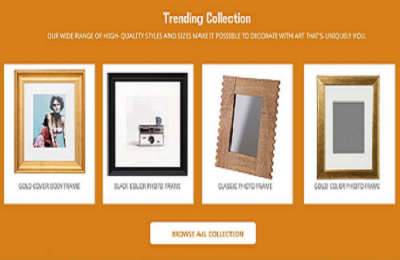 Trending Collection
OUR WIDE RANGE OF HIGH- QUALITY STYLES AND SIZES MAKE IT POSSIBLE TO DECORATE WITH ART THAT'S UNIQUELY YOU.
GOLD COVER BODY FRAME
BLACK COLOR PHOTO FRAME
CLASSIC PHOTO FRAME
GOLD COLOR PHOTO FRAME
BROWSE ALL COLLECTION